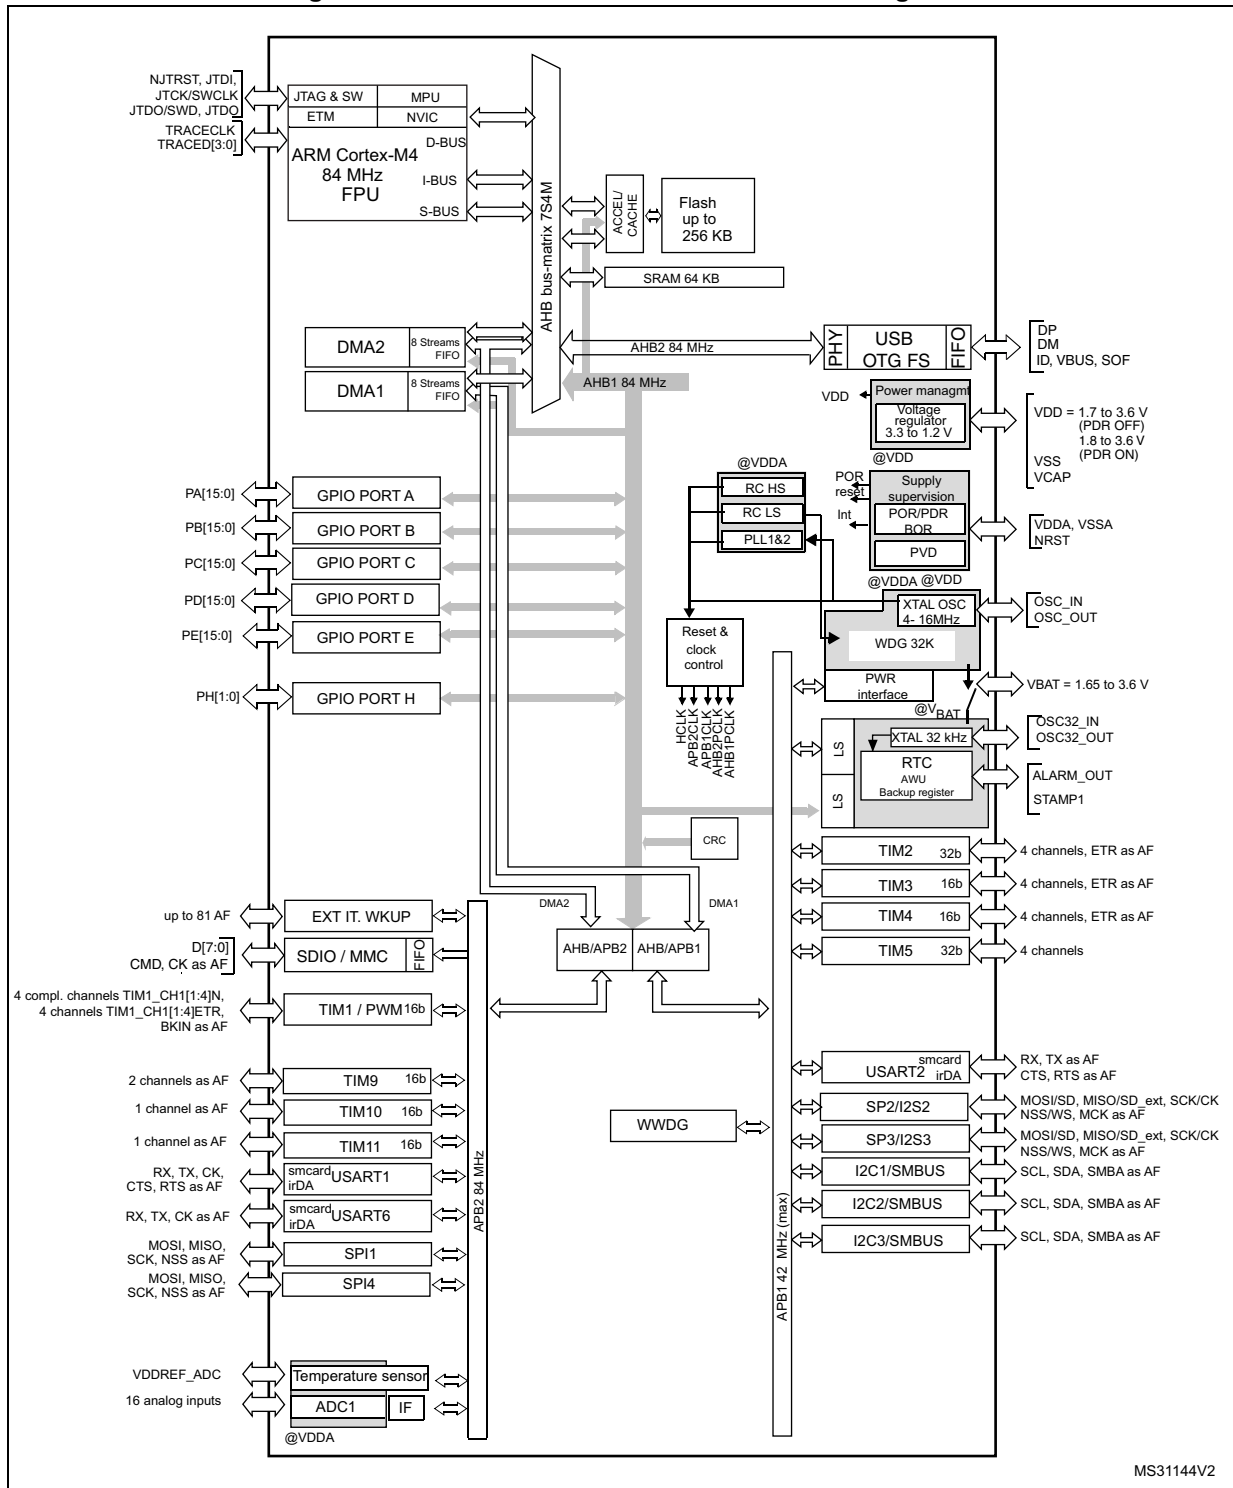 NJTRST, JTDI,
JTCK/SWCLK
JTDO/SWD, JTDO
TRACECLK
TRACED[3:0]
JTAG & SW
MPU
ETM
NVIC
D-BUS
ARM Cortex-M4
84 MHz
FPU
I-BUS
S-BUS
AHB bus-matrix 7S4M
ACCEL/
CACHE
Flash
up to
256 KB
SRAM 64 KB
DMA2
8 Streams
FIFO
DMA1
8 Streams
FIFO
AHB2 84 MHz
AHB1 84 MHz
PHY
USB
OTG FS
FIFO
DP
DM
ID, VBUS, SOF
VDD
Power managmt
Voltage
regulator
3.3 to 1.2 V
@VDD
VDD = 1.7 to 3.6 V
(PDR OFF)
1.8 to 3.6 V
(PDR ON)
VSS
VCAP
@VDDA
RC HS
RC LS
PLL1&2
POR
reset
Int
Supply
supervision
POR/PDR
BOR
PVD
VDDA, VSSA
NRST
@VDDA @VDD
XTAL OSC
4- 16MHz
OSC_IN
OSC_OUT
WDG 32K
PWR
interface
VBAT = 1.65 to 3.6 V
@VBAT
Reset &
clock
control
HCLK
APB2CLK
APB1CLK
AHB2PCLK
AHB1PCLK
LS
LS
XTAL 32 kHz
RTC
AWU
Backup register
OSC32_IN
OSC32_OUT
ALARM_OUT
STAMP1
PA[15:0]
GPIO PORT A
PB[15:0]
GPIO PORT B
PC[15:0]
GPIO PORT C
PD[15:0]
GPIO PORT D
PE[15:0]
GPIO PORT E
PH[1:0]
GPIO PORT H
CRC
DMA2
DMA1
AHB/APB2
AHB/APB1
TIM2 32b
4 channels, ETR as AF
TIM3 16b
4 channels, ETR as AF
TIM4 16b
4 channels, ETR as AF
TIM5 32b
4 channels
up to 81 AF
EXT IT. WKUP
D[7:0]
CMD, CK as AF
SDIO / MMC
FIFO
4 compl. channels TIM1_CH1[1:4]N,
4 channels TIM1_CH1[1:4]ETR,
BKIN as AF
TIM1 / PWM 16b
2 channels as AF
TIM9 16b
1 channel as AF
TIM10 16b
1 channel as AF
TIM11 16b
RX, TX, CK,
CTS, RTS as AF
smcard
irDA
USART1
RX, TX, CK as AF
smcard
irDA
USART6
MOSI, MISO,
SCK, NSS as AF
SPI1
MOSI, MISO,
SCK, NSS as AF
SPI4
APB2 84 MHz
WWDG
APB1 42 MHz (max)
USART2
smcard
irDA
RX, TX as AF
CTS, RTS as AF
SP2/I2S2
MOSI/SD, MISO/SD_ext, SCK/CK
NSS/WS, MCK as AF
SP3/I2S3
MOSI/SD, MISO/SD_ext, SCK/CK
NSS/WS, MCK as AF
I2C1/SMBUS
SCL, SDA, SMBA as AF
I2C2/SMBUS
SCL, SDA, SMBA as AF
I2C3/SMBUS
SCL, SDA, SMBA as AF
VDDREF_ADC
Temperature sensor
16 analog inputs
ADC1
IF
@VDDA
MS31144V2